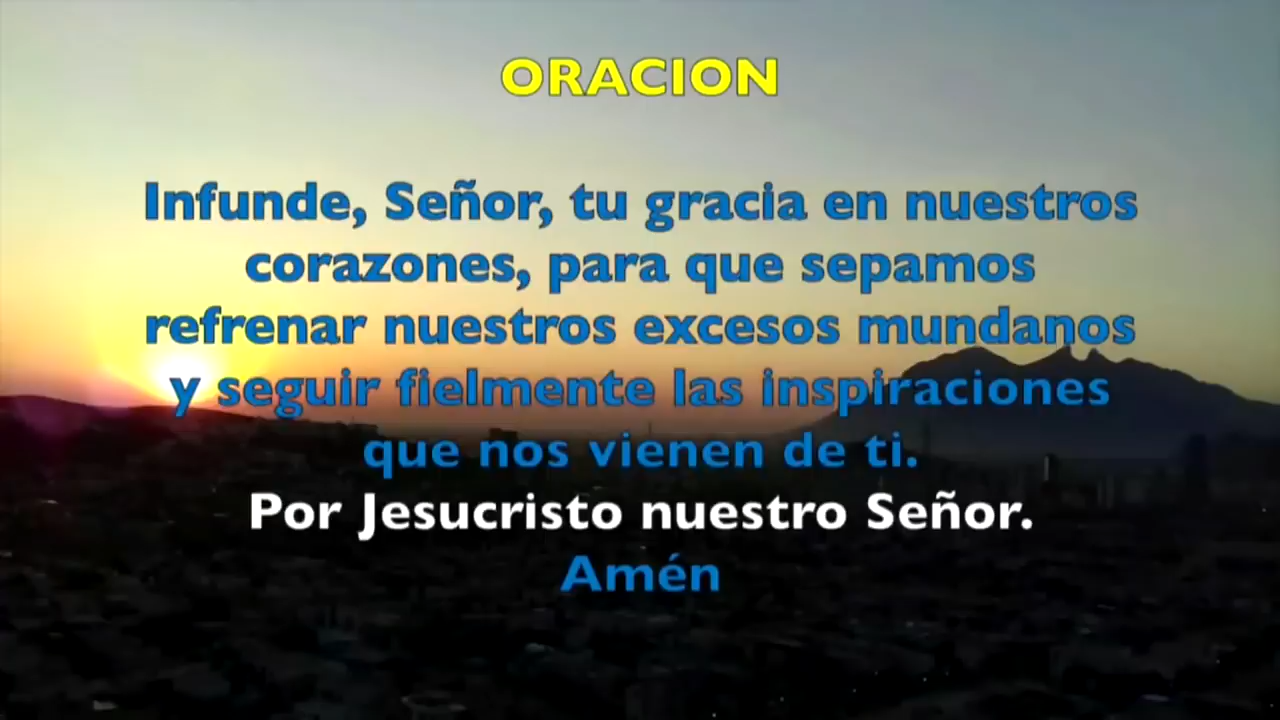 ORACION
Infunde, Señor, tu gracia en nuestros
corazones, para que sepamos
refrenar nuestros excesos mundanos
y seguir fielmente las inspiraciones
que nos vienen de ti.
Por Jesucristo nuestro Señor.
Amén